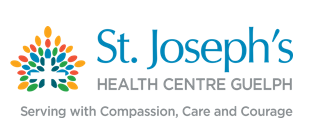 St. Joseph's
HEALTH CENTRE GUELPH
Serving with Compassion, Care and Courage